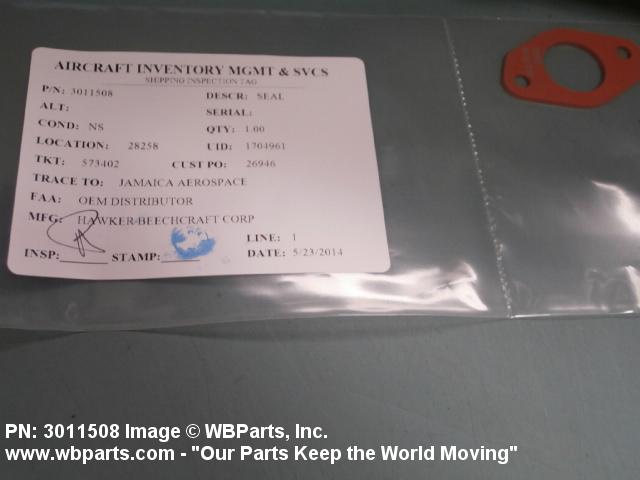 AIRCRAFT INVENTORY MGMT & SVCS
SHIPPING INSPECTION TAG
P/N: 3011508 DESCR: SEAL
ALT: SERIAL:
COND: NS QTY: 1.00
LOCATION: 28258 UID: 1704961
TKT: 573402 CUST PO: 26946
TRACE TO: JAMAICA AEROSPACE
FAA: OEM DISTRIBUTOR
MFG: HAWKER-BEECHCRAFT CORP
LINE: 1
INSP: STAMP: DATE: 5/23/2014
PN: 3011508 Image © WBParts, Inc.
www.wbparts.com - "Our Parts Keep the World Moving"